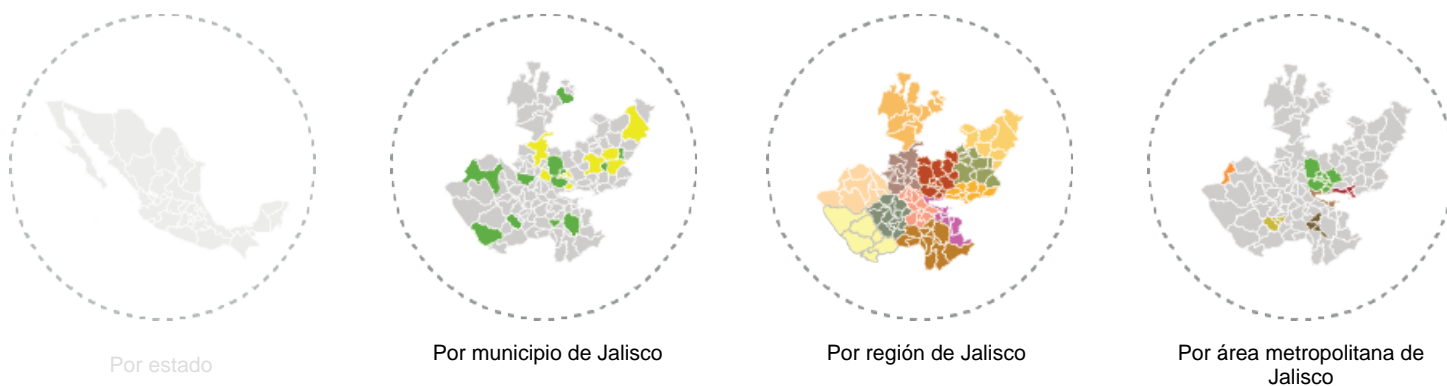 Por estado
Por municipio de Jalisco
Por región de Jalisco
Por área metropolitana de
Jalisco